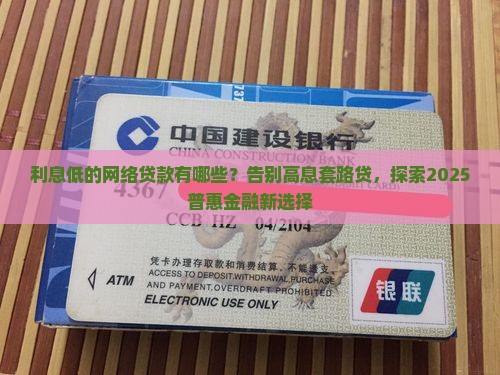 中国建设银行
CHINA CONSTRUCTION BANK
利息低的网络贷款有哪些？告别高息套路贷，探索2025
普惠金融新选择
4367
CCB HZ 04/2104
凭卡办理存取款和消费结算，不能透支。
ACCESS TO DEPOSIT.WITHDRAWAL.PURCHASE
AND PAYMENT.OVERDRAFT PROHIBITED.
ATM
ELECTRONIC USE ONLY
银联